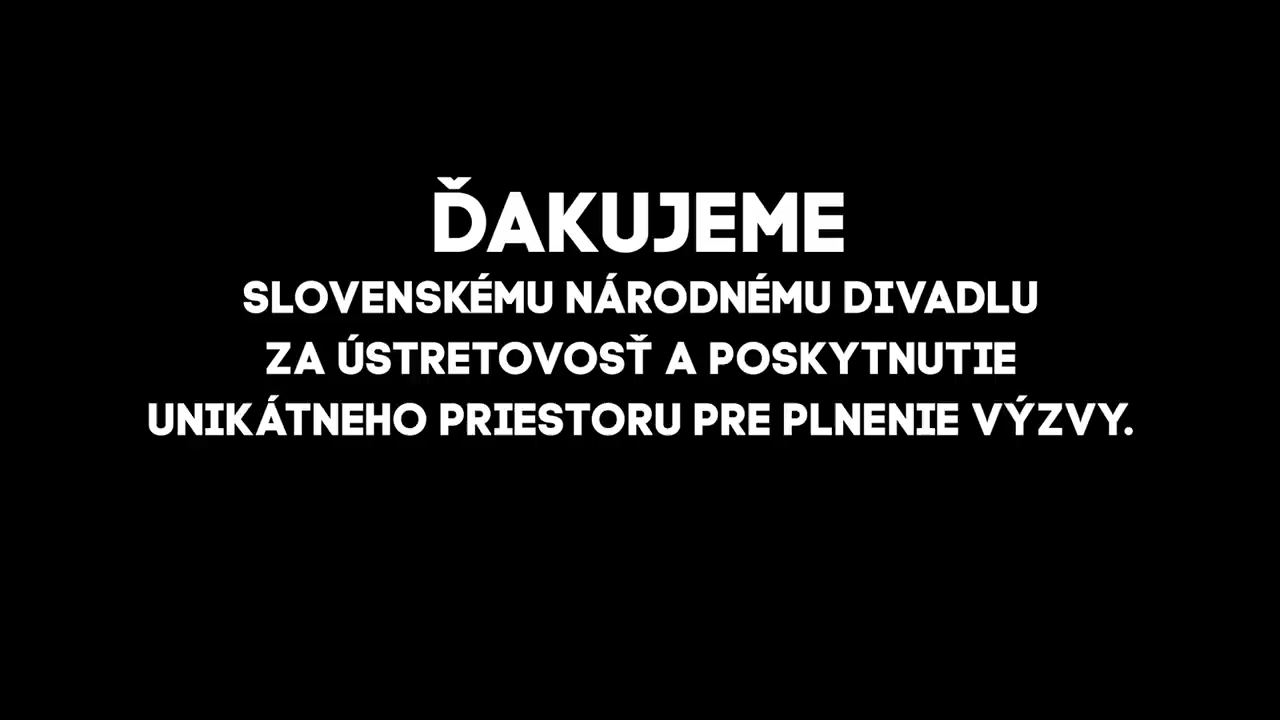 ĎAKUJEME
SLOVENSKÉMU NÁRODNÉMU DIVADLU
ZA ÚSTRETOVOSŤ A POSKYTNUTIE
UNIKÁTNEHO PRIESTORU PRE PLNENIE VÝZVY.